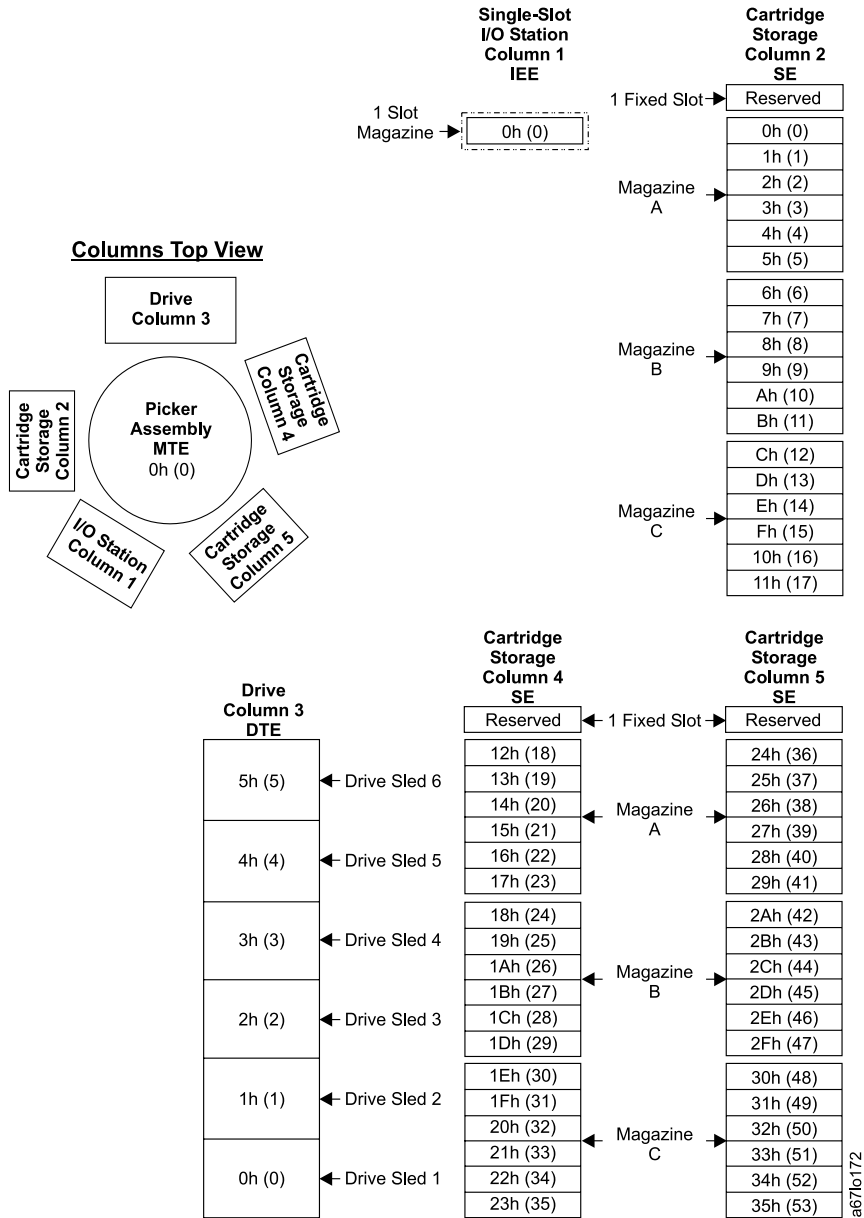 Single-Slot
I/O Station
Column 1
IEE
Cartridge
Storage
Column 2
SE
1 Fixed Slot
Reserved
1 Slot
Magazine
0h (0)
0h (0)
1h (1)
2h (2)
3h (3)
4h (4)
5h (5)
Magazine
A
6h (6)
7h (7)
8h (8)
9h (9)
Ah (10)
Bh (11)
Magazine
B
Ch (12)
Dh (13)
Eh (14)
Fh (15)
10h (16)
11h (17)
Magazine
C
Columns Top View
Drive
Column 3
Cartridge
Storage
Column 4
Cartridge
Storage
Column 2
Picker
Assembly
MTE
0h (0)
I/O Station
Column 1
Cartridge
Storage
Column 5
Drive
Column 3
DTE
5h (5)
Drive Sled 6
4h (4)
Drive Sled 5
3h (3)
Drive Sled 4
2h (2)
Drive Sled 3
1h (1)
Drive Sled 2
0h (0)
Drive Sled 1
Cartridge
Storage
Column 4
SE
Reserved
1 Fixed Slot
12h (18)
13h (19)
14h (20)
15h (21)
16h (22)
17h (23)
Magazine
A
18h (24)
19h (25)
1Ah (26)
1Bh (27)
1Ch (28)
1Dh (29)
Magazine
B
1Eh (30)
1Fh (31)
20h (32)
21h (33)
22h (34)
23h (35)
Magazine
C
Cartridge
Storage
Column 5
SE
Reserved
24h (36)
25h (37)
26h (38)
27h (39)
28h (40)
29h (41)
2Ah (42)
2Bh (43)
2Ch (44)
2Dh (45)
2Eh (46)
2Fh (47)
30h (48)
31h (49)
32h (50)
33h (51)
34h (52)
35h (53)
a67lo172